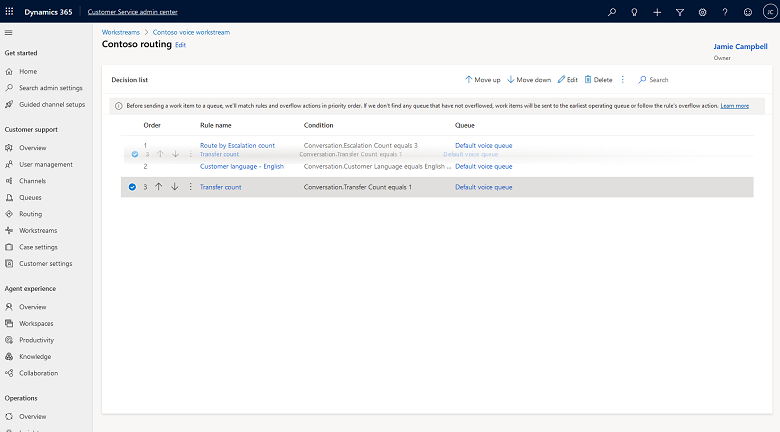 Dynamics 365 Customer Service admin center JC
Workstreams > Contoso voice workstream
Contoso routing Edit
Jamie Campbell
Owner
Get started
Home
Search admin settings
Guided channel setups
Customer support
Overview
User management
Channels
Queues
Routing
Workstreams
Case settings
Customer settings
Agent experience
Overview
Workspaces
Productivity
Knowledge
Collaboration
Operations
Overview
Decision list Move up Move down Edit Delete Search
Before sending a work item to a queue, we'll match rules and overflow actions in priority order. If we don't find any queue that have not overflowed, work items will be sent to the earliest operating queue or follow the rule's overflow action. Learn more
Order Rule name Condition Queue
1 Route by Escalation count Conversation.Escalation Count equals 3 Default voice queue
3 Transfer count Conversation.Transfer Count equals 1 Default voice queue
2 Customer language - English Conversation.Customer Language equals English ... Default voice queue
3 Transfer count Conversation.Transfer Count equals 1 Default voice queue